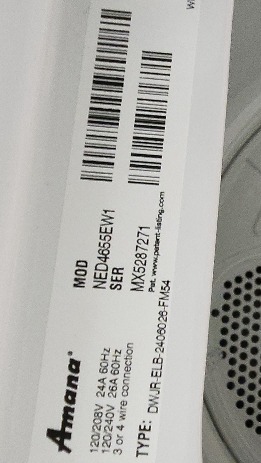 Amana
120/208V 24A 60Hz
120/240V 26A 60Hz
3 or 4 wire connection
TYPE: DWJR-ELB-2406026-FM54
MOD
NED4655EW1
SER
MX5287271
Pat. www.patent-listing.com